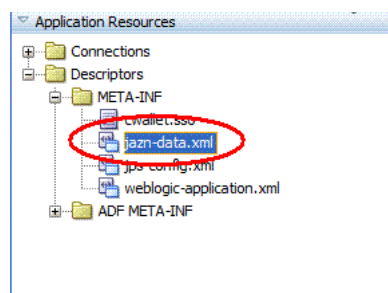 Application Resources
Connections
Descriptors
META-INF
cwallet.sso
jazn-data.xml
jps-config.xml
weblogic-application.xml
ADF META-INF